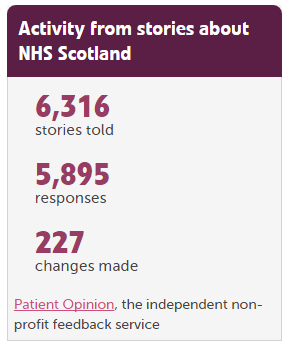 Activity from stories about
NHS Scotland
6,316
stories told
5,895
responses
227
changes made
Patient Opinion, the independent non-
profit feedback service